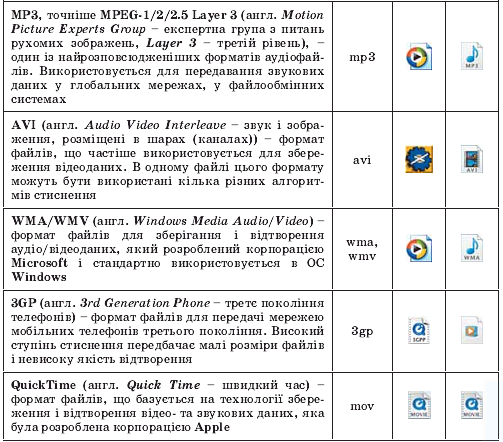 MP3, точніше MPEG-1/2/2.5 Layer 3 (англ. Motion
Picture Experts Group – експертна група з питань
рухомих зображень, Layer 3 – третій рівень), –
один із найрозповсюдженіших форматів аудіофай-
лів. Використовується для передавання звукових
даних у глобальних мережах, у файлообмінних
системах
mp3
MP3
AVI (англ. Audio Video Interleave – звук і зобра-
ження, розміщені в шарах (каналах)) – формат
файлів, що частіше використовується для збере-
ження відеоданих. В одному файлі цього формату
можуть бути використані кілька різних алгорит-
мів стиснення
avi
AVI
WMA/WMV (англ. Windows Media Audio/Video) –
формат файлів для зберігання і відтворення
аудіо/відеоданих, який розроблений корпорацією
Microsoft і стандартно використовується в ОС
Windows
wma,
wmv
WMA
3GP (англ. 3rd Generation Phone – третє покоління
телефонів) – формат файлів для передачі мережею
мобільних телефонів третього покоління. Високий
ступінь стиснення передбачає малі розміри файлів
і невисоку якість відтворення
3gp
3GPP
QuickTime (англ. Quick Time – швидкий час) –
формат файлів, що базується на технології збере-
ження і відтворення відео- та звукових даних, яка
була розроблена корпорацією Apple
mov
MOVIE
MOVIE